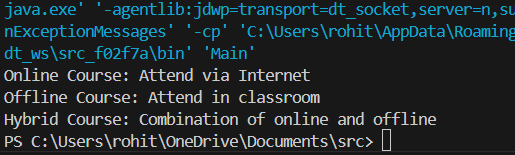 java.exe' '-agentlib:jdwp=transport=dt_socket,server=n,su
nExceptionMessages' '-cp' 'C:\Users\rohit\AppData\Roaming
dt_ws\src_f02f7a\bin' 'Main'
Online Course: Attend via Internet
Offline Course: Attend in classroom
Hybrid Course: Combination of online and offline
PS C:\Users\rohit\OneDrive\Documents\src>